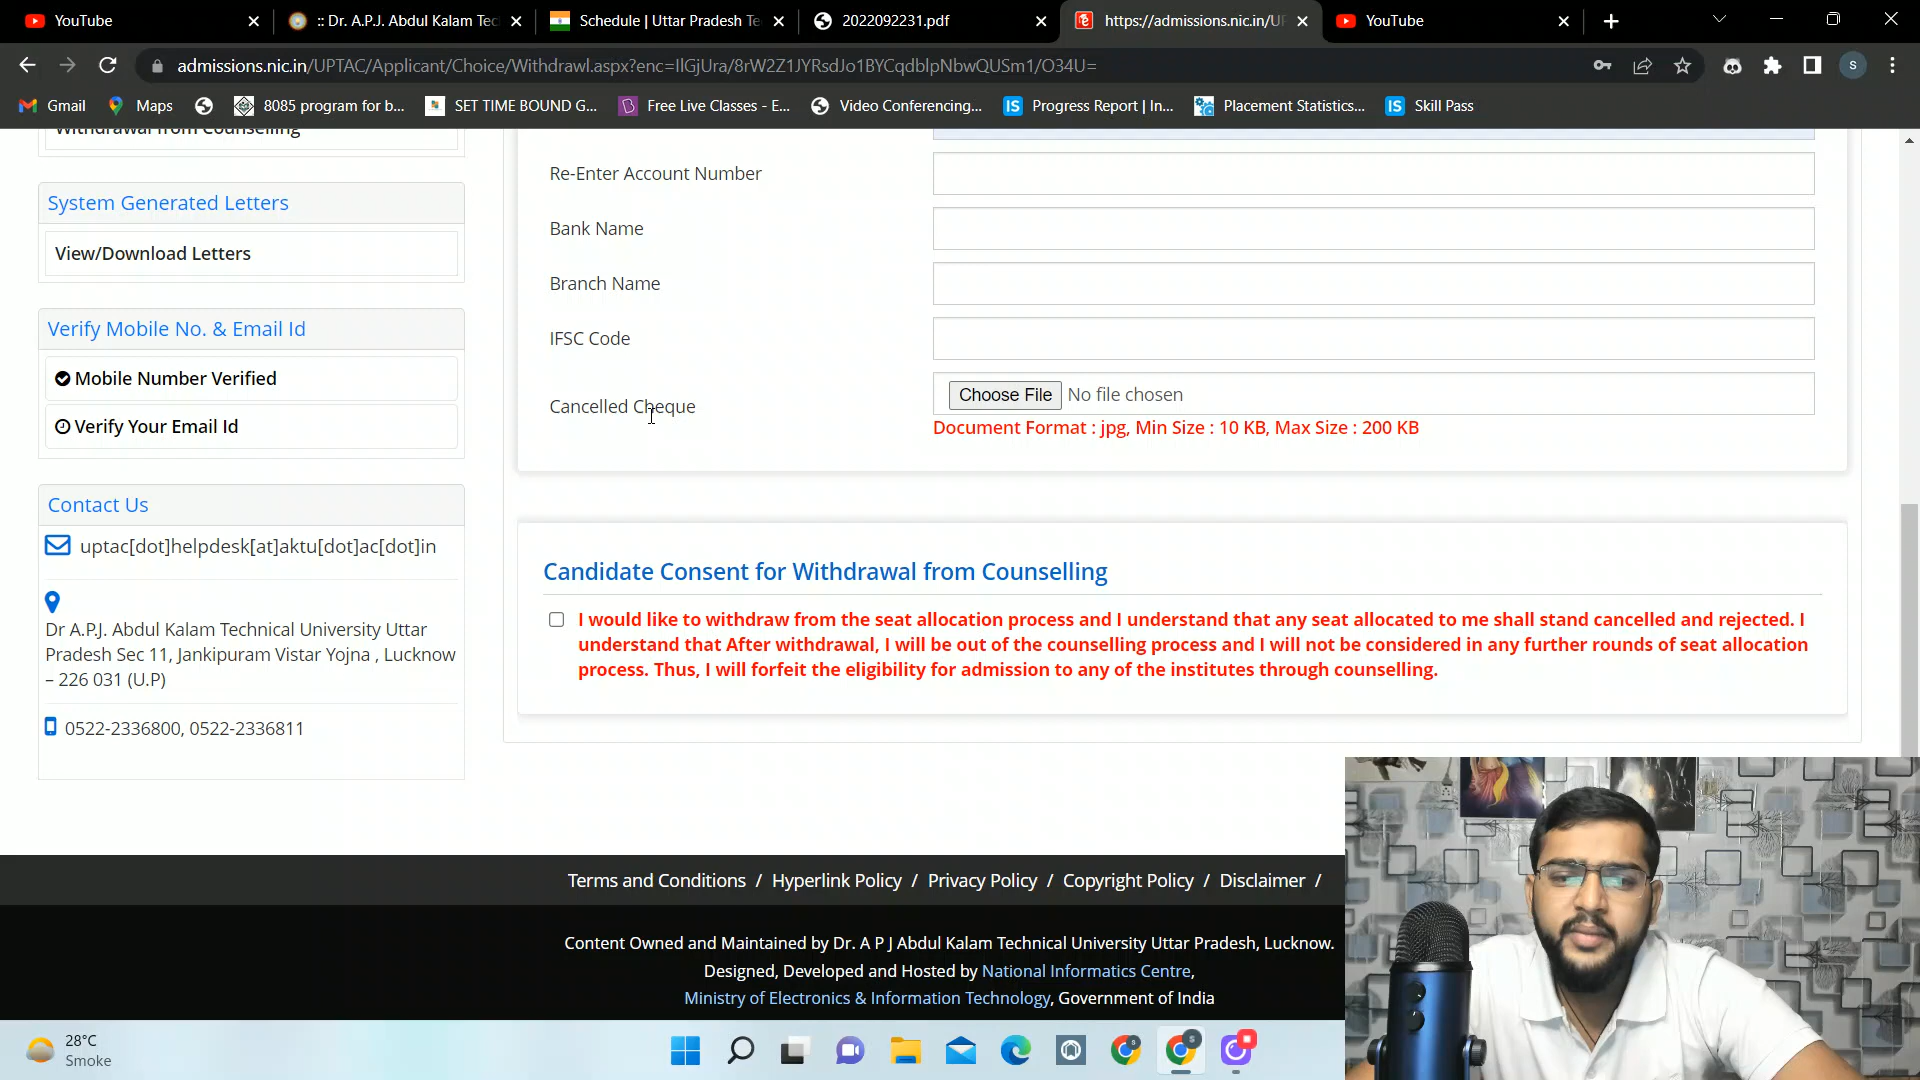 YouTube
:: Dr. A.P.J. Abdul Kalam Tec
Schedule | Uttar Pradesh Te
2022092231.pdf
https://admissions.nic.in/UP
YouTube
admissions.nic.in/UPTAC/Applicant/Choice/Withdrawl.aspx?enc=IlGjUra/8rW2Z1JYRsdJo1BYCqdblpNbwQUSm1/O34U=
S
Gmail
Maps
8085 program for b...
SET TIME BOUND G...
Free Live Classes - E...
Video Conferencing...
IS Progress Report | In...
Placement Statistics...
IS Skill Pass
Withdrawal from Counselling
System Generated Letters
View/Download Letters
Verify Mobile No. & Email Id
Mobile Number Verified
Verify Your Email Id
Contact Us
uptac[dot]helpdesk[at]aktu[dot]ac[dot]in
Dr A.P.J. Abdul Kalam Technical University Uttar
Pradesh Sec 11, Jankipuram Vistar Yojna , Lucknow
– 226 031 (U.P)
0522-2336800, 0522-2336811
Re-Enter Account Number
Bank Name
Branch Name
IFSC Code
Cancelled Cheque
Choose File No file chosen
Document Format : jpg, Min Size : 10 KB, Max Size : 200 KB
Candidate Consent for Withdrawal from Counselling
I would like to withdraw from the seat allocation process and I understand that any seat allocated to me shall stand cancelled and rejected. I
understand that After withdrawal, I will be out of the counselling process and I will not be considered in any further rounds of seat allocation
process. Thus, I will forfeit the eligibility for admission to any of the institutes through counselling.
Terms and Conditions / Hyperlink Policy / Privacy Policy / Copyright Policy / Disclaimer /
Content Owned and Maintained by Dr. A P J Abdul Kalam Technical University Uttar Pradesh, Lucknow.
Designed, Developed and Hosted by National Informatics Centre,
Ministry of Electronics & Information Technology, Government of India
28°C
Smoke